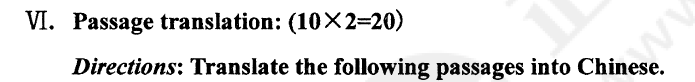 Ⅵ. Passage translation: (10×2=20)
Directions: Translate the following passages into Chinese.